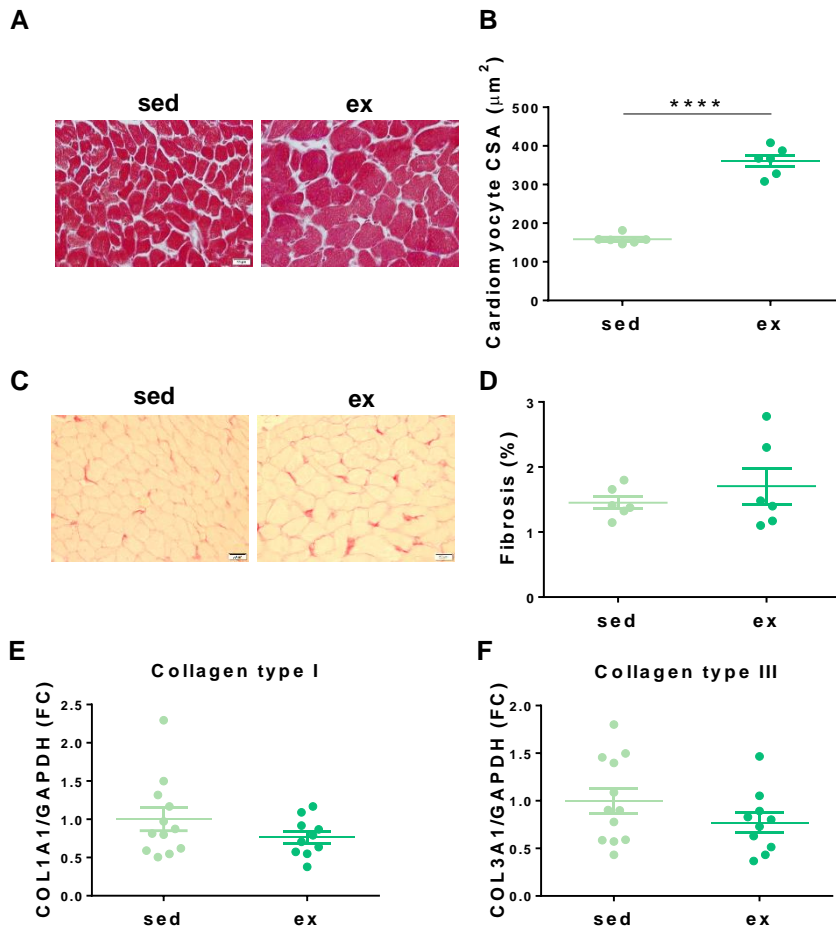 A
sed
ex
B
Cardiomyocyte CSA (μm²)
500
400
300
200
100
0
****
sed
ex
C
sed
ex
D
Fibrosis (%)
3
2
1
0
sed
ex
E
Collagen type I
COL1A1/GAPDH (FC)
2.5
2.0
1.5
1.0
0.5
0.0
sed
ex
F
Collagen type III
COL3A1/GAPDH (FC)
2.0
1.5
1.0
0.5
0.0
sed
ex